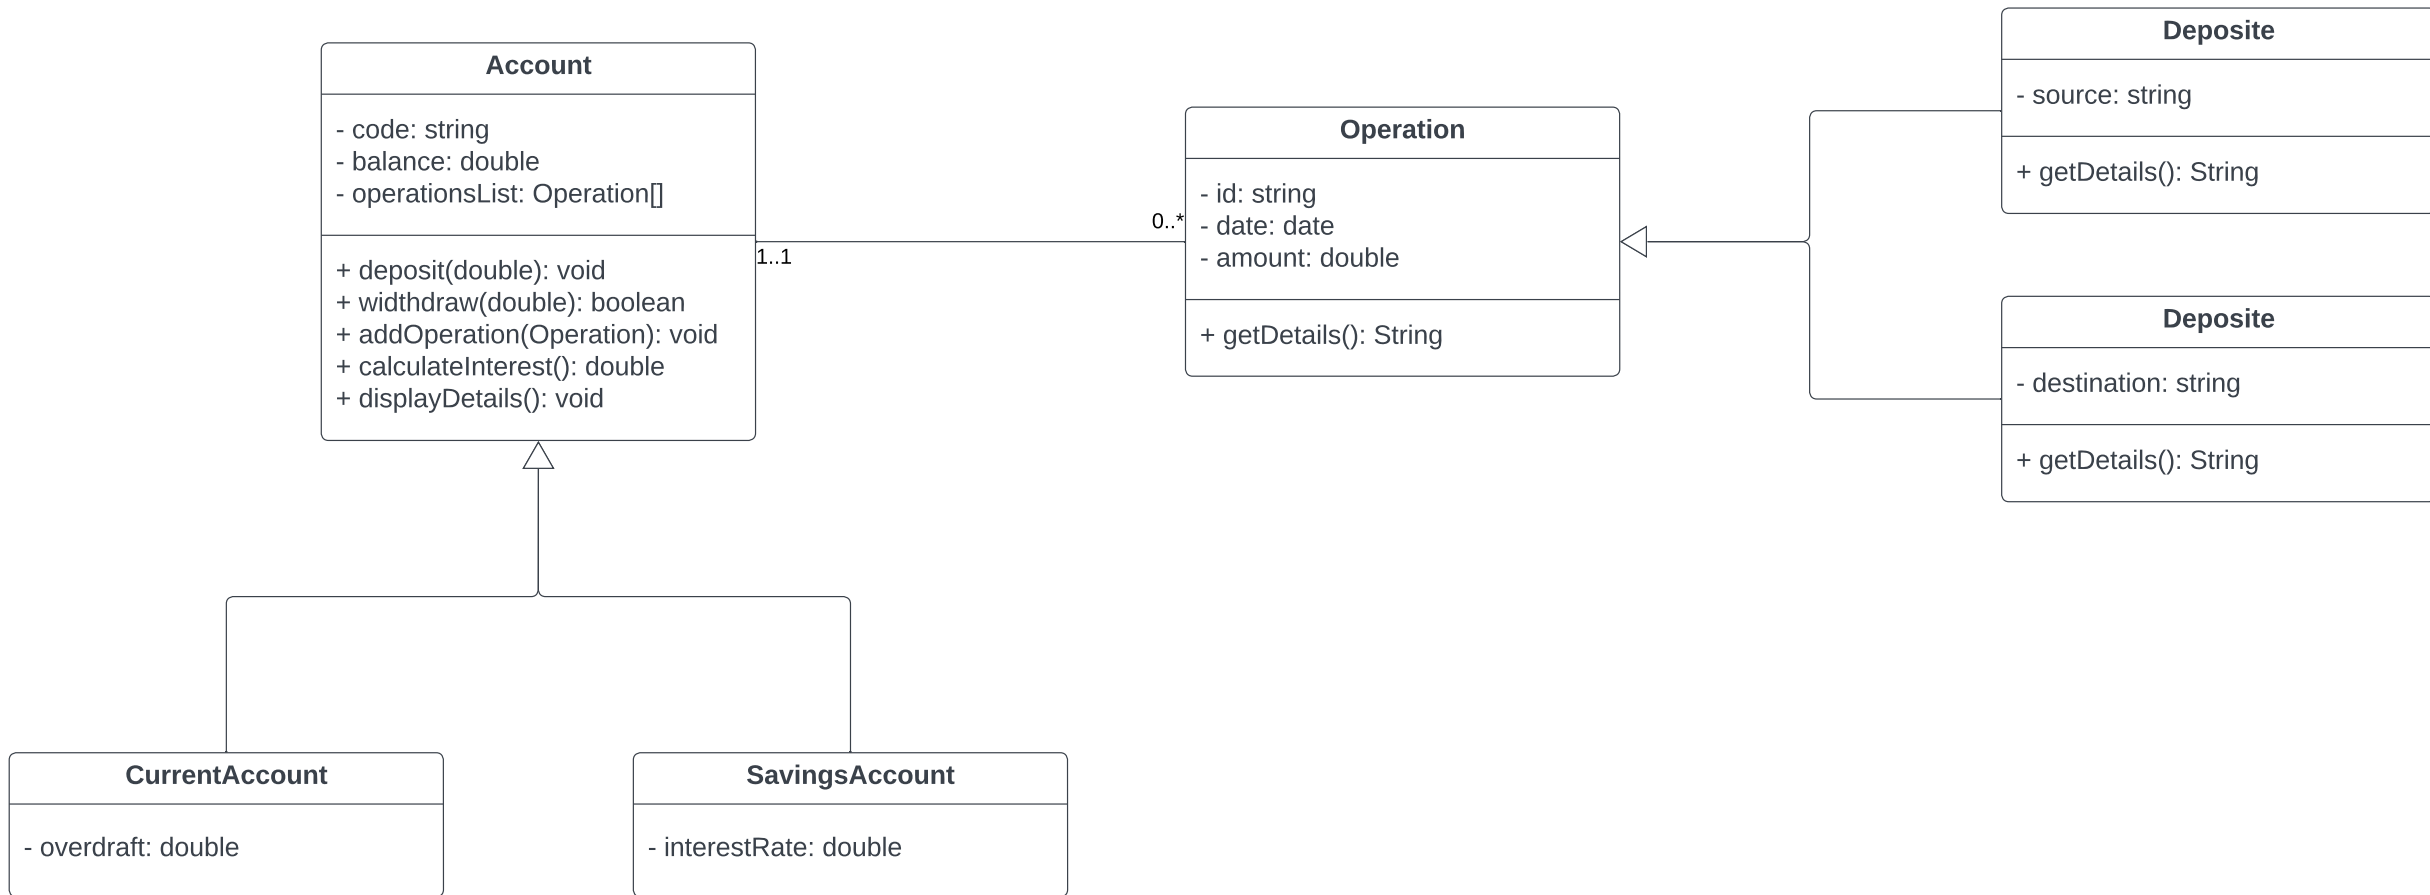 Account
- code: string
- balance: double
- operationsList: Operation[]
+ deposit(double): void
+ widthdraw(double): boolean
+ addOperation(Operation): void
+ calculateInterest(): double
+ displayDetails(): void
1..1
0..*
Operation
- id: string
- date: date
- amount: double
+ getDetails(): String
Deposite
- source: string
+ getDetails(): String
Deposite
- destination: string
+ getDetails(): String
CurrentAccount
- overdraft: double
SavingsAccount
- interestRate: double